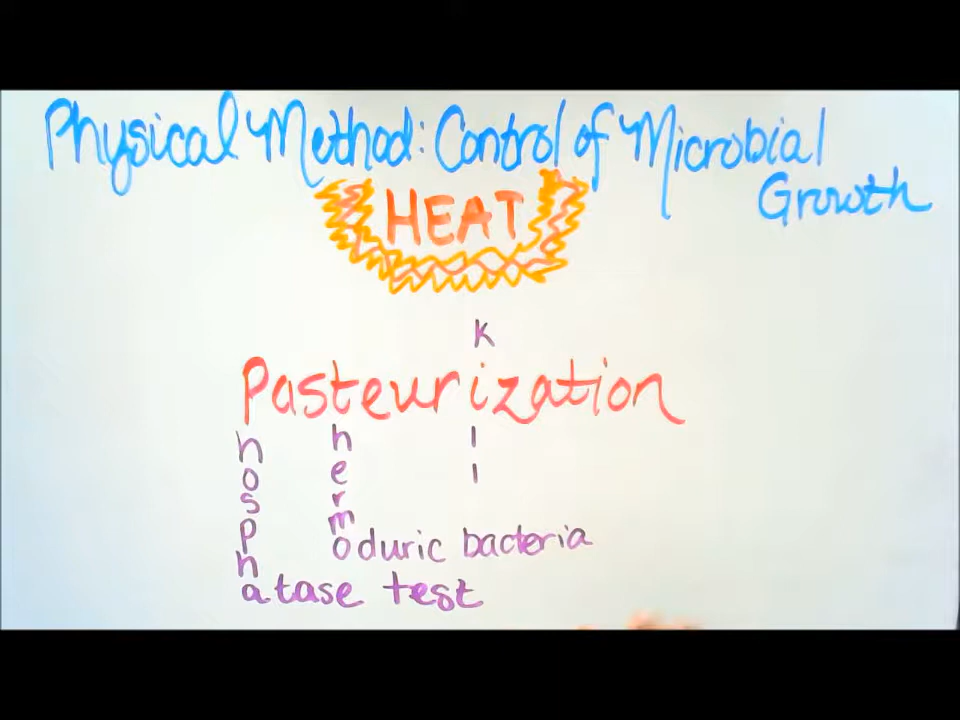 Physical Method: Control of Microbial
Growth
HEAT
k
Pasteurization
h h l
o e l
s r
p m
h oduric bacteria
atase test